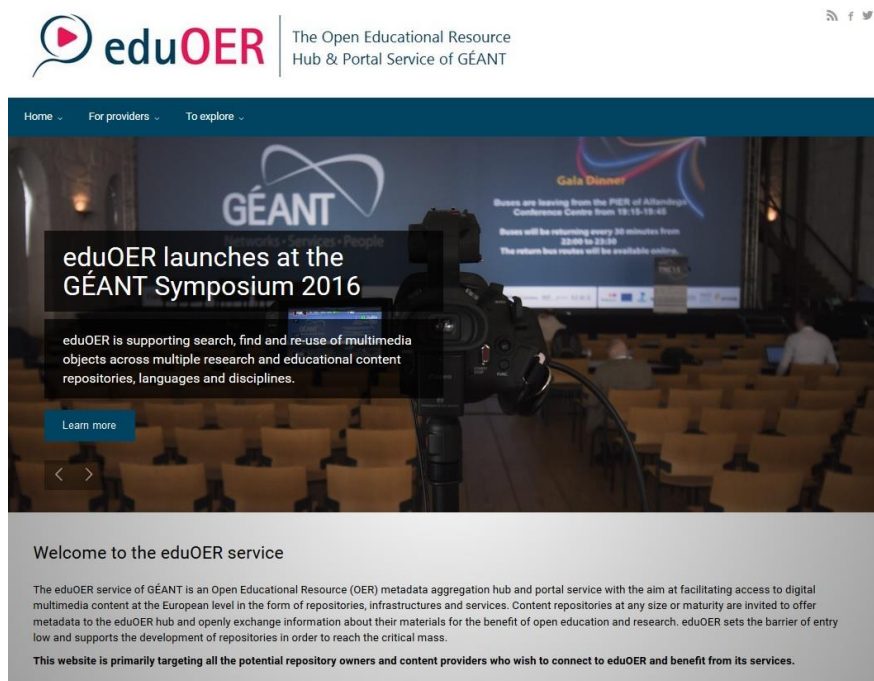 eduOER
The Open Educational Resource
Hub & Portal Service of GÉANT
Home
For providers
To explore
GÉANT
Networks · Services · People
Gala Dinner
Buses are leaving from the PIER of Alfandega
Conference Centre from 19:15-19:45
Buses will be returning every 30 minutes from
22:00 to 23:30
The return bus routes will be available online.
eduOER launches at the
GÉANT Symposium 2016
eduOER is supporting search, find and re-use of multimedia
objects across multiple research and educational content
repositories, languages and disciplines.
Learn more
Welcome to the eduOER service
The eduOER service of GÉANT is an Open Educational Resource (OER) metadata aggregation hub and portal service with the aim at facilitating access to digital
multimedia content at the European level in the form of repositories, infrastructures and services. Content repositories at any size or maturity are invited to offer
metadata to the eduOER hub and openly exchange information about their materials for the benefit of open education and research. eduOER sets the barrier of entry
low and supports the development of repositories in order to reach the critical mass.
This website is primarily targeting all the potential repository owners and content providers who wish to connect to eduOER and benefit from its services.